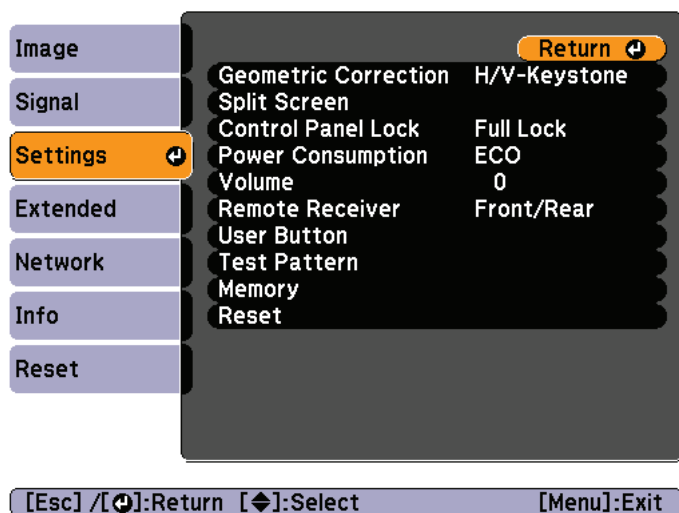 Image
Signal
Settings
Extended
Network
Info
Reset
Return
Geometric Correction H/V-Keystone
Split Screen
Control Panel Lock Full Lock
Power Consumption ECO
Volume 0
Remote Receiver Front/Rear
User Button
Test Pattern
Memory
Reset
[Esc] /[⏎]:Return [◆]:Select [Menu]:Exit